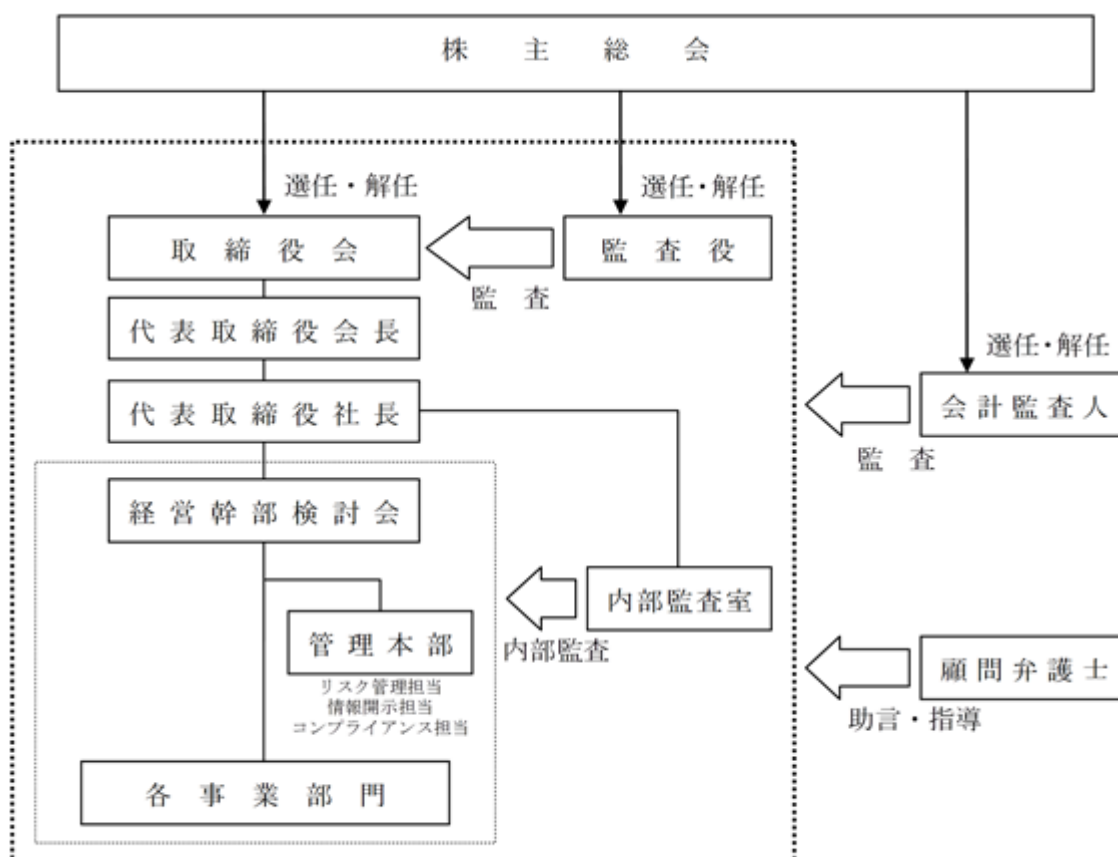 株主総会
選任・解任
選任・解任
取締役会
監査役
監査
代表取締役会長
選任・解任
代表取締役社長
会計監査人
監査
経営幹部検討会
内部監査室
管理本部
内部監査
顧問弁護士
リスク管理担当
情報開示担当
コンプライアンス担当
助言・指導
各事業部門